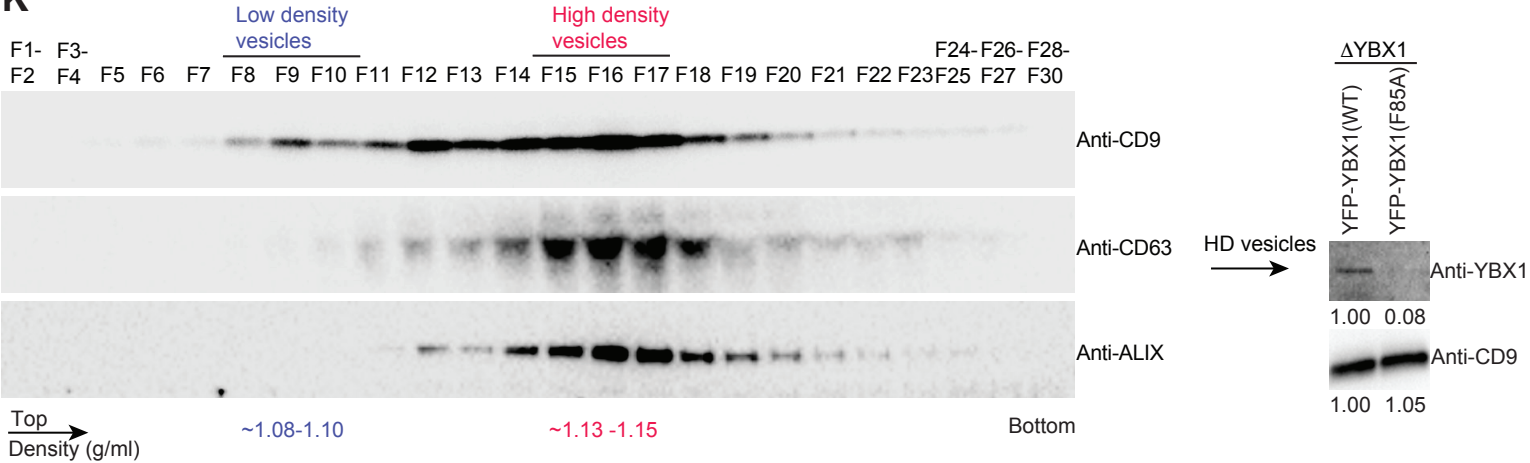 K
Low density
vesicles
High density
vesicles
F1-
F2
F3-
F4
F5 F6 F7 F8 F9 F10 F11 F12 F13 F14 F15 F16 F17 F18 F19 F20 F21 F22 F23
F24-
F25
F26-
F27
F28-
F30
Anti-CD9
Anti-CD63
Anti-ALIX
Top
Density (g/ml)
~1.08-1.10
~1.13 -1.15
Bottom
HD vesicles
ΔYBX1
YFP-YBX1(WT)
YFP-YBX1(F85A)
Anti-YBX1
1.00 0.08
Anti-CD9
1.00 1.05